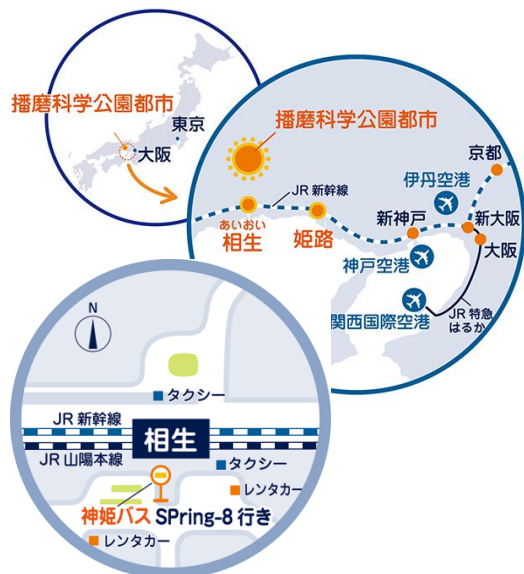 播磨科学公園都市
東京
大阪
播磨科学公園都市
京都
伊丹空港
JR 新幹線
あいおい
相生
姫路
新神戸
新大阪
大阪
神戸空港
関西国際空港
JR 特急
はるか
N
タクシー
JR 新幹線
相生
JR 山陽本線
タクシー
レンタカー
神姫バス SPring-8 行き
レンタカー